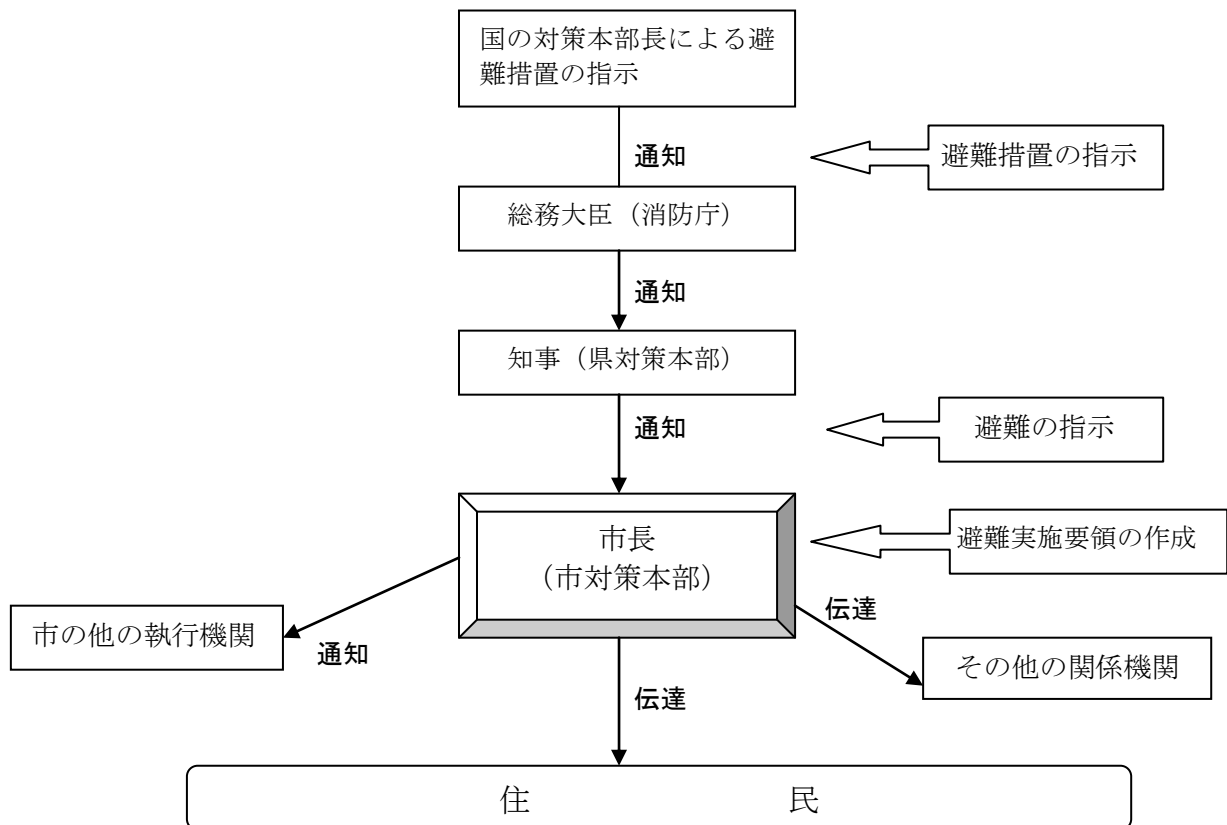 国の対策本部長による避
難措置の指示
通知
避難措置の指示
総務大臣（消防庁）
通知
知事（県対策本部）
通知
避難の指示
市長
（市対策本部）
避難実施要領の作成
市の他の執行機関
通知
伝達
その他の関係機関
伝達
住　　　民